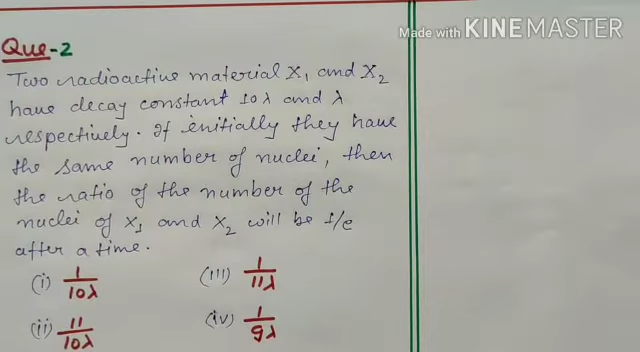 Made with KINEMASTER
Que-2
Two radioactive material X₁ and X₂
have decay constant 10λ and λ
respectively. If enitially they have
the same number of nuclei, then
the ratio of the number of the
nuclei of X₁ and X₂ will be 1/e
after a time.
(i) 1/10λ (iii) 1/11λ
(ii) 11/10λ (iv) 1/9λ